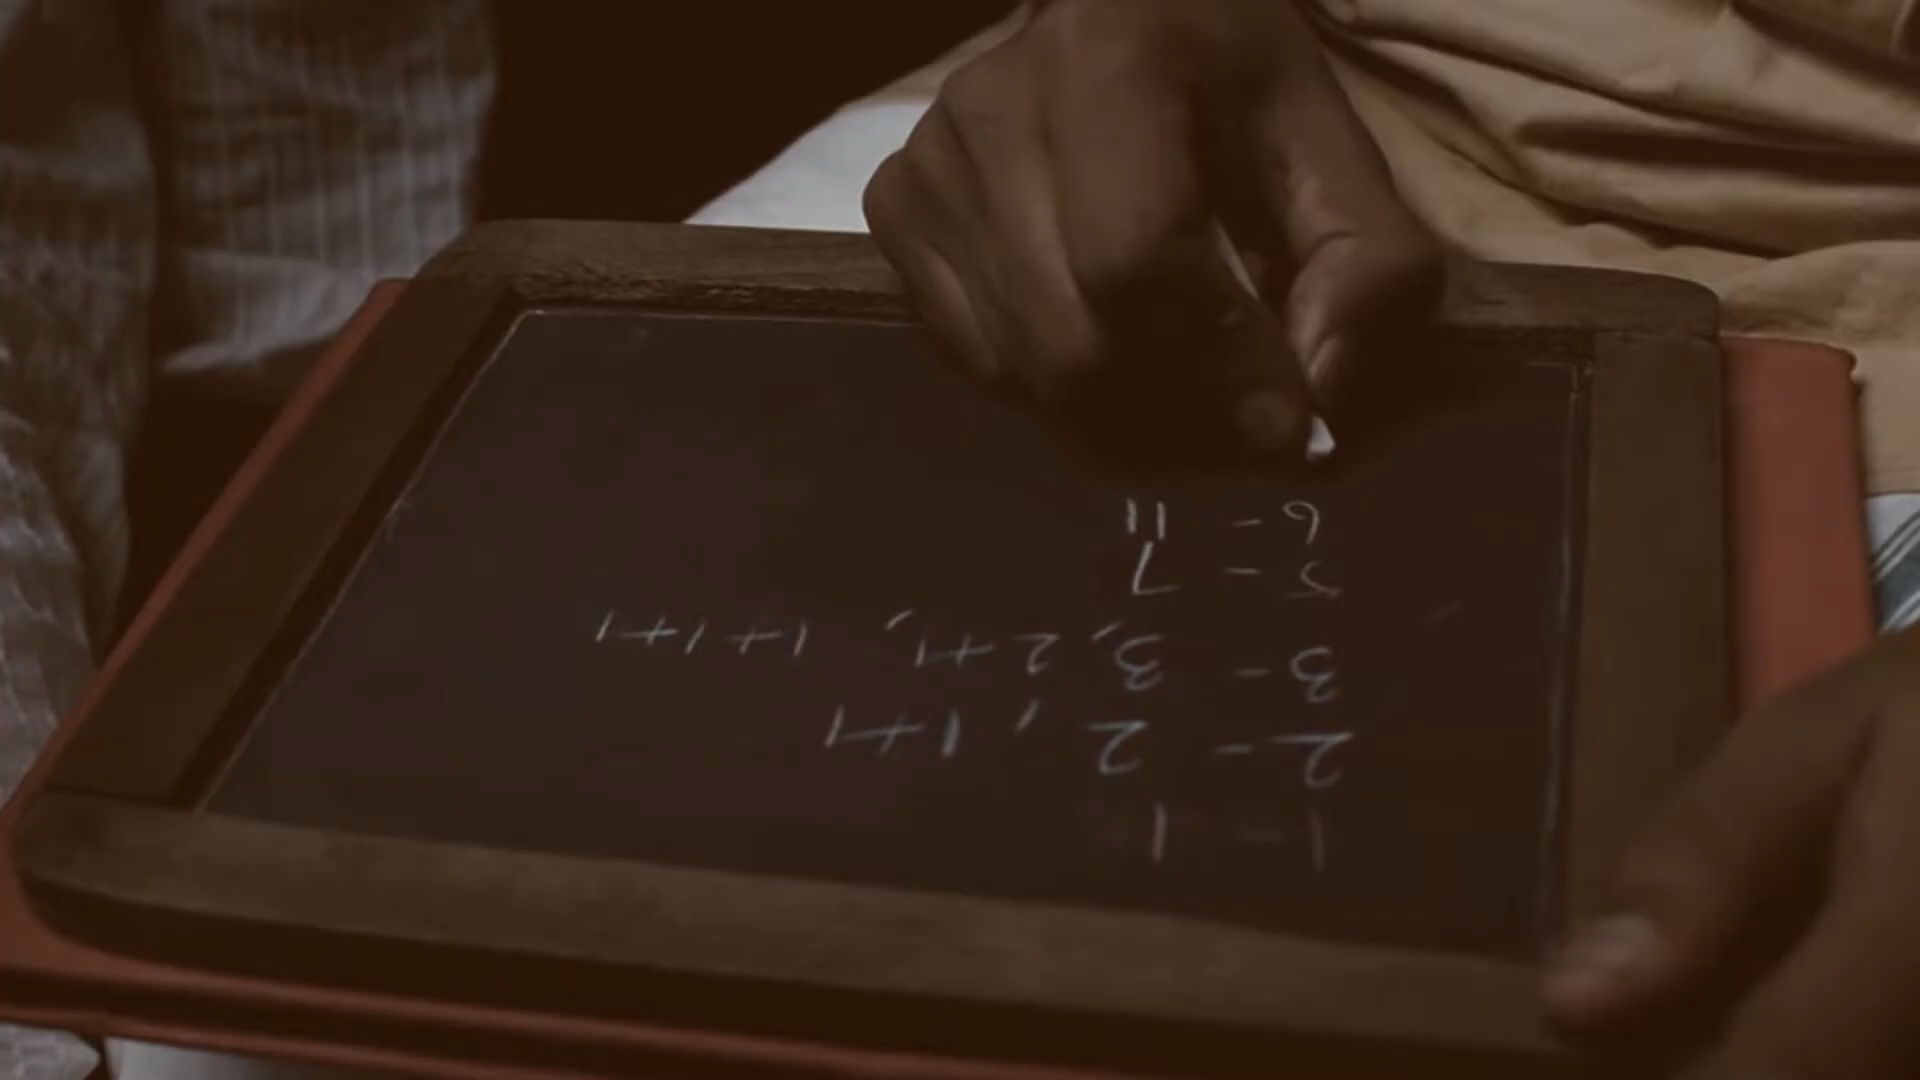 1 - 1
2 - 2, 1+1
3 - 3, 2+1, 1+1+1
5 - 7
6 - 11